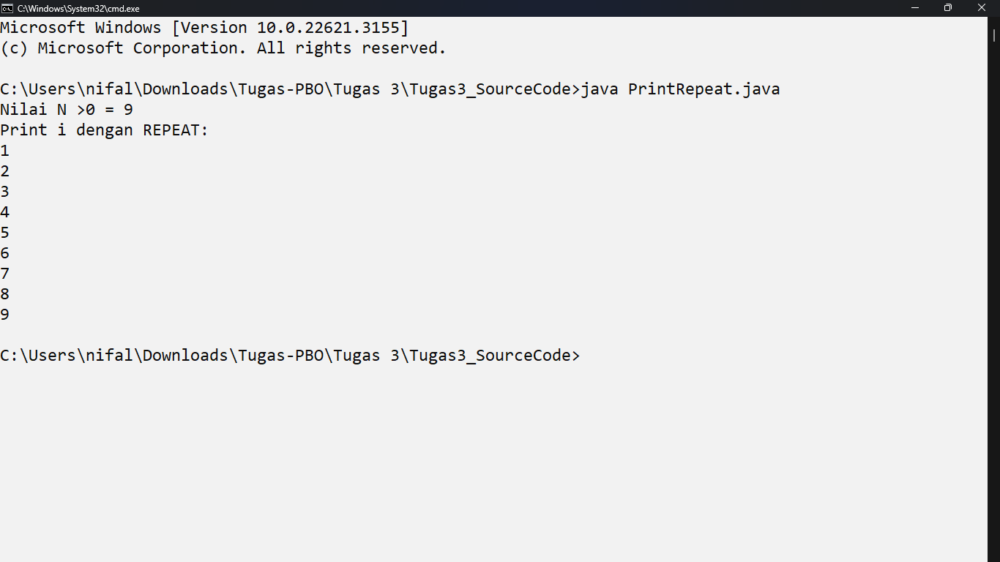 C:\Windows\System32\cmd.exe
Microsoft Windows [Version 10.0.22621.3155]
(c) Microsoft Corporation. All rights reserved.
C:\Users\nifal\Downloads\Tugas-PBO\Tugas 3\Tugas3_SourceCode>java PrintRepeat.java
Nilai N >0 = 9
Print i dengan REPEAT:
1
2
3
4
5
6
7
8
9
C:\Users\nifal\Downloads\Tugas-PBO\Tugas 3\Tugas3_SourceCode>